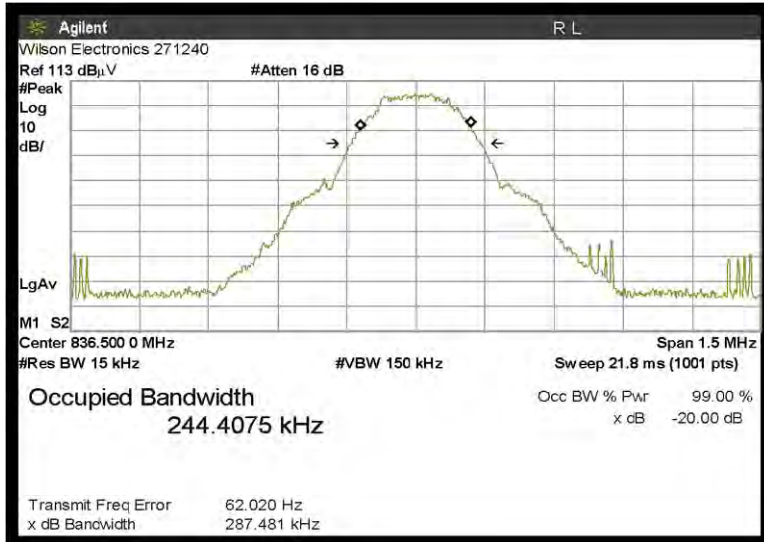 Agilent R L
Wilson Electronics 271240
Ref 113 dBµV #Atten 16 dB
#Peak
Log
10
dB/
LgAv
M1 S2
Center 836.500 0 MHz Span 1.5 MHz
#Res BW 15 kHz #VBW 150 kHz Sweep 21.8 ms (1001 pts)
Occupied Bandwidth Occ BW % Pwr 99.00 %
244.4075 kHz x dB -20.00 dB
Transmit Freq Error 62.020 Hz
x dB Bandwidth 287.481 kHz